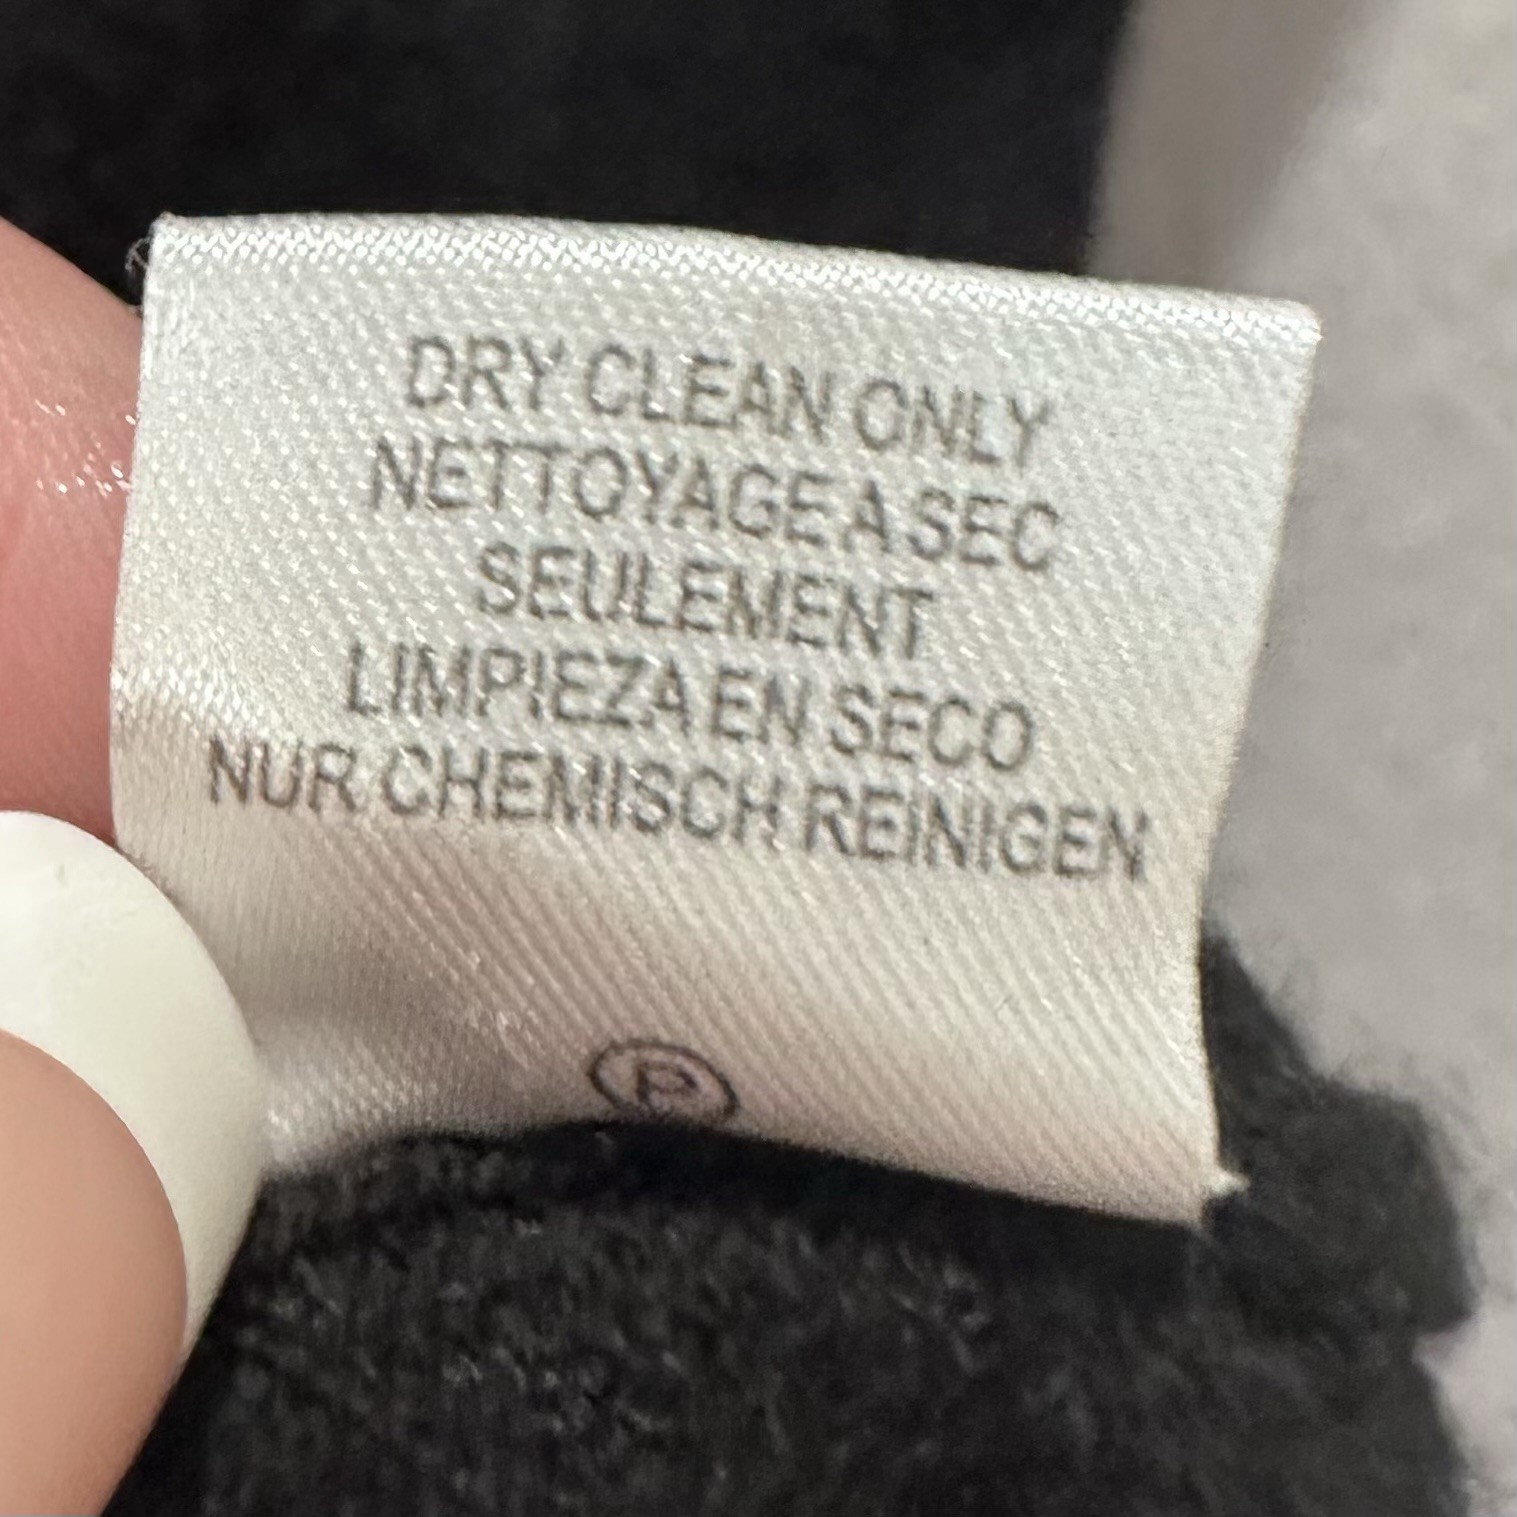 DRY CLEAN ONLY
NETTOYAGE A SEC
SEULEMENT
LIMPIEZA EN SECO
NUR CHEMISCH REINIGEN
P